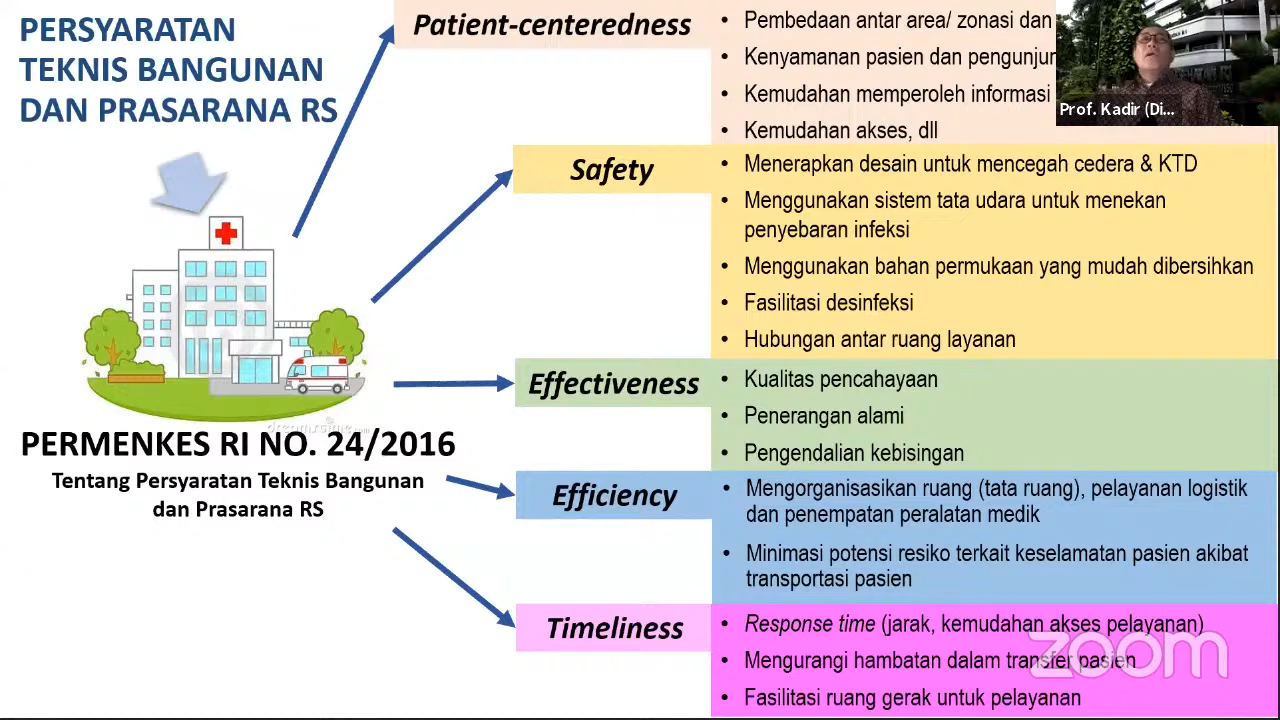 PERSYARATAN
TEKNIS BANGUNAN
DAN PRASARANA RS
PERMENKES RI NO. 24/2016
Tentang Persyaratan Teknis Bangunan
dan Prasarana RS
Patient-centeredness
• Pembedaan antar area/ zonasi dan
• Kenyamanan pasien dan pengunjun
• Kemudahan memperoleh informasi
• Kemudahan akses, dll
Prof. Kadir (Di...
Safety
• Menerapkan desain untuk mencegah cedera & KTD
• Menggunakan sistem tata udara untuk menekan
penyebaran infeksi
• Menggunakan bahan permukaan yang mudah dibersihkan
• Fasilitasi desinfeksi
• Hubungan antar ruang layanan
Effectiveness
• Kualitas pencahayaan
• Penerangan alami
• Pengendalian kebisingan
Efficiency
• Mengorganisasikan ruang (tata ruang), pelayanan logistik
dan penempatan peralatan medik
• Minimasi potensi resiko terkait keselamatan pasien akibat
transportasi pasien
Timeliness
• Response time (jarak, kemudahan akses pelayanan)
• Mengurangi hambatan dalam transfer pasien
• Fasilitasi ruang gerak untuk pelayanan
zoom